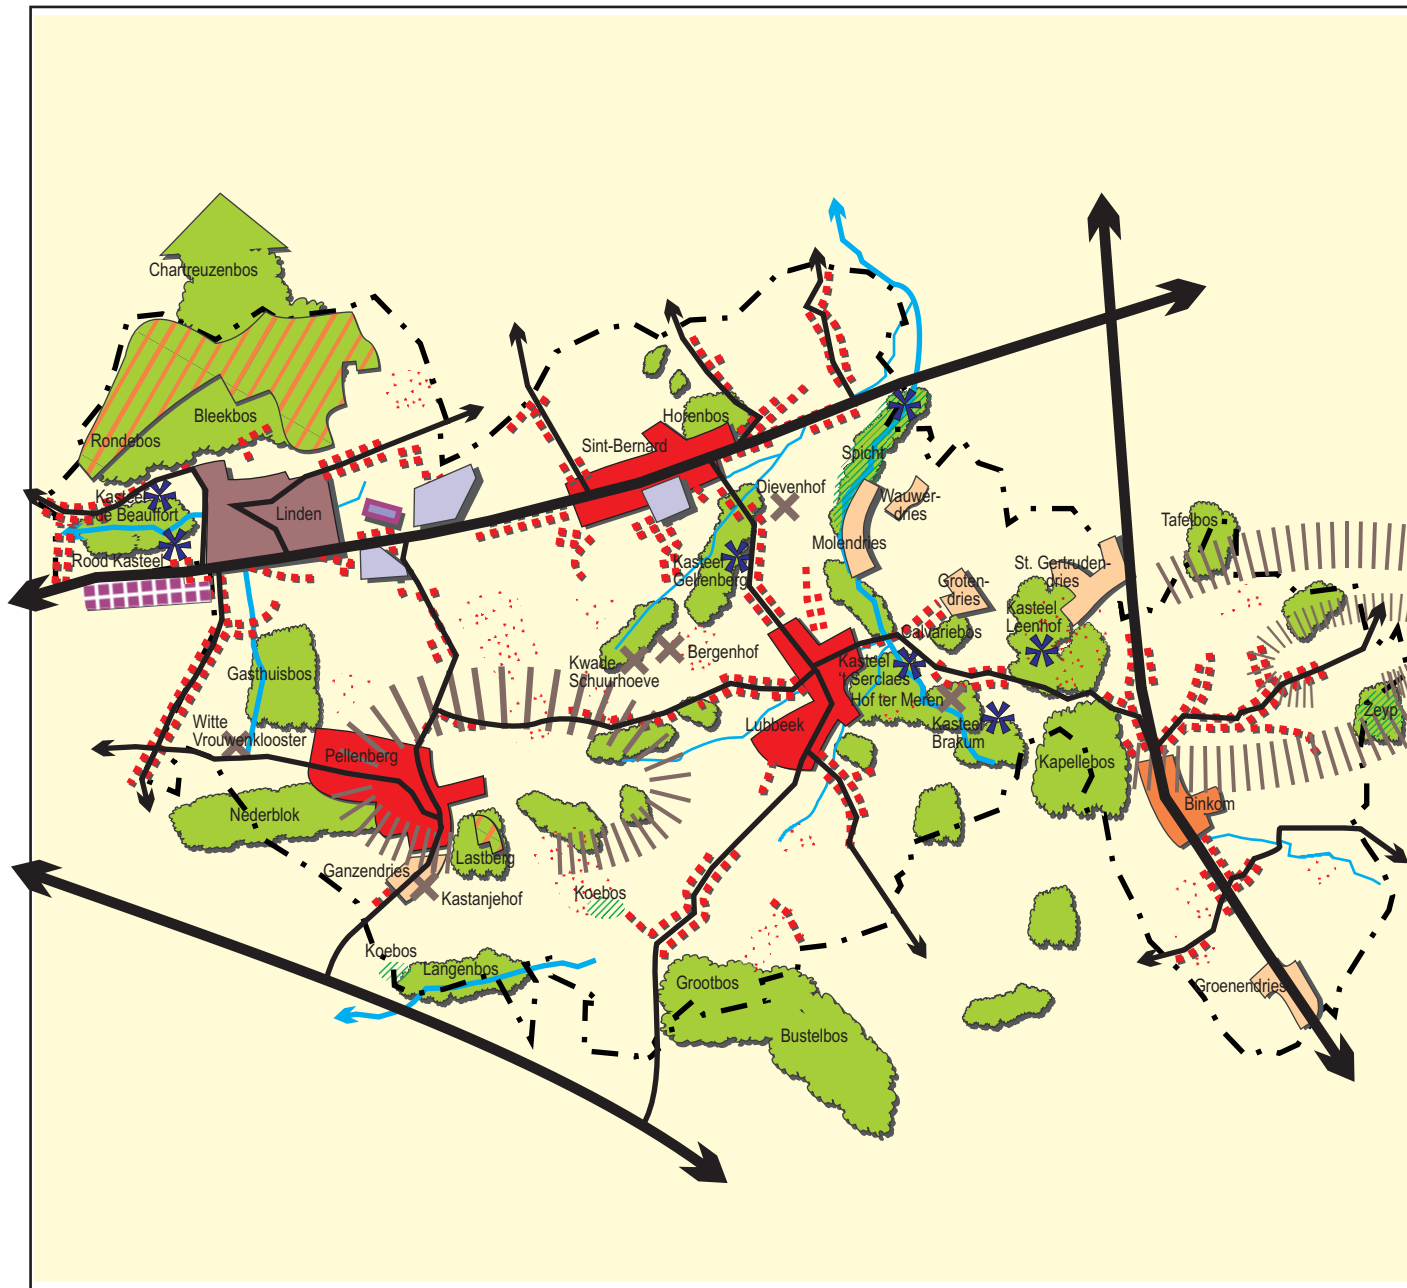 Chartreuzenbos
Bleekbos
Rondebos
Hofenbos
Sint-Bernard
Spicht
Kasteel
de Beauffort
Linden
Dievenhof
Wauwer-
dries
Tafelbos
Rood Kasteel
Molendries
Kasteel
Gellenberg
Groten-
dries
St. Gertruden-
dries
Kasteel
Leenhof
Calvariebos
Gasthuisbos
Kwade
Schuurhoeve
Bergenhof
Kasteel
't Serclaes
Hof ter Meren
Zeyp
Witte
Vrouwenklooster
Pellenberg
Lubbeek
Kasteel
Brakum
Kapellebos
Binkom
Nederblok
Lastberg
Ganzendries
Kastanjehof
Koebos
Koebos
Langenbos
Grootbos
Groenendries
Bustelbos